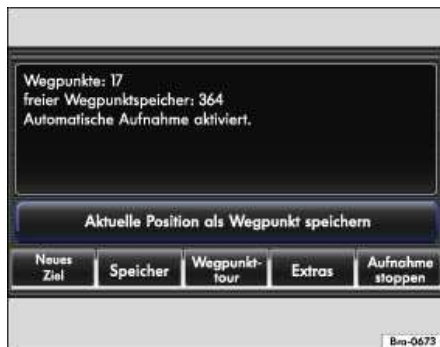 Wegpunkte: 17
freier Wegpunktspeicher: 364
Automatische Aufnahme aktiviert.
Aktuelle Position als Wegpunkt speichern
Neues
Ziel
Speicher
Wegpunkt-
tour
Extras
Aufnahme
stoppen
Bra-0673